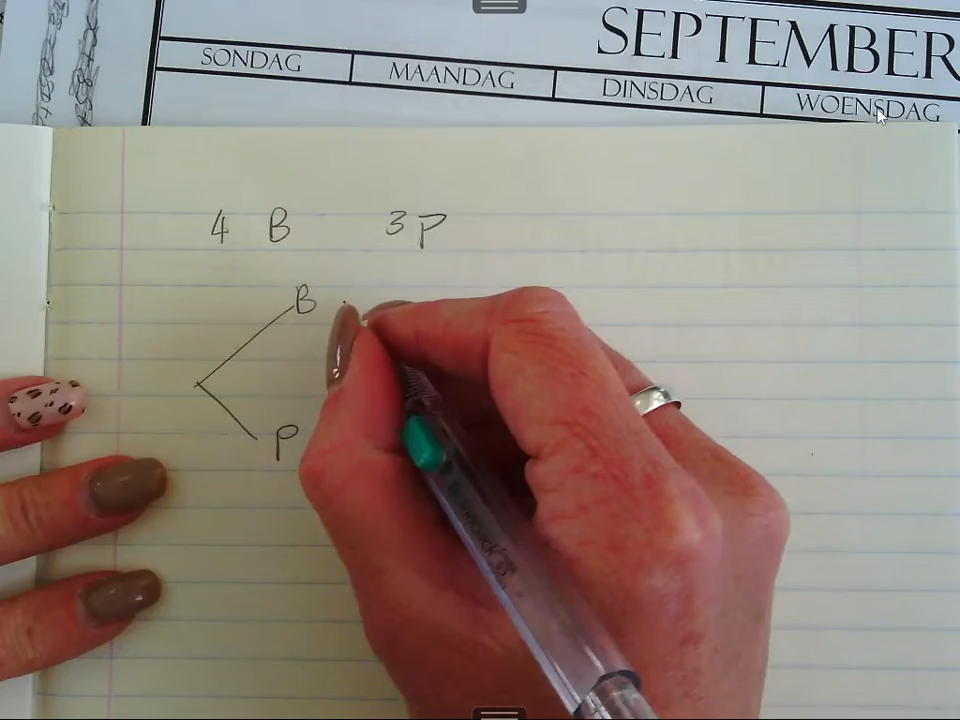 SEPTEMBER
SONDAG MAANDAG DINSDAG WOENSDAG
4 B 3 P
B
P